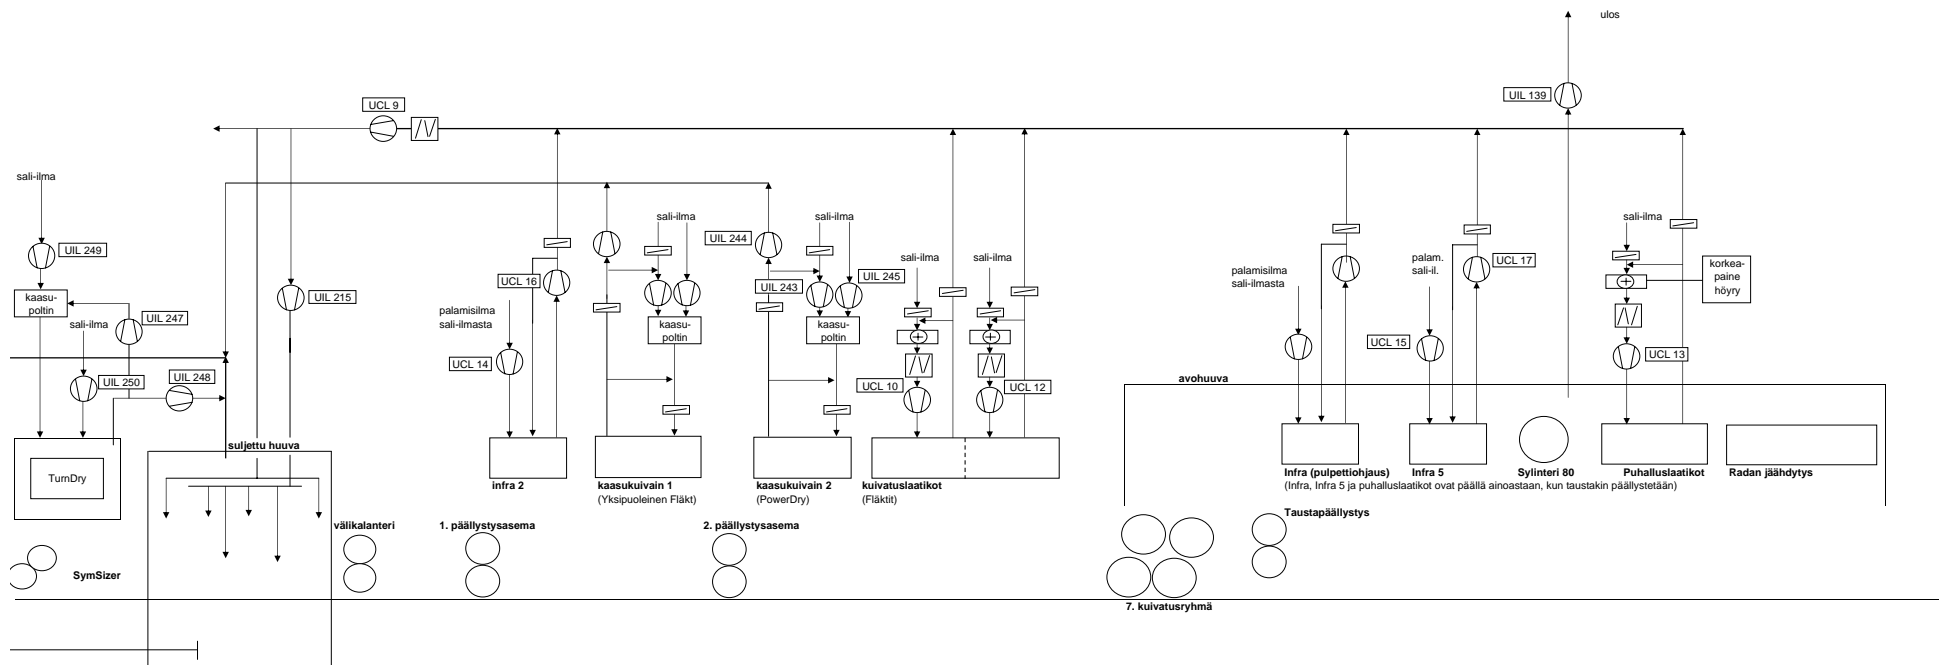 ulos
UCL 9
UIL 139
sali-ilma
UIL 249
kaasu-
poltin
sali-ilma
UIL 247
UIL 250
UIL 248
UIL 215
TurnDry
suljettu huuva
SymSizer
välikalanteri
palamisilma
sali-ilmasta
UCL 16
UCL 14
infra 2
1. päällystysasema
sali-ilma
kaasu-
poltin
kaasukuivain 1
(Yksipuoleinen Fläkt)
UIL 244
UIL 243
sali-ilma
UIL 245
kaasu-
poltin
kaasukuivain 2
(PowerDry)
2. päällystysasema
sali-ilma
sali-ilma
UCL 10
UCL 12
kuivatuslaatikot
(Fläktit)
avohuuva
palamisilma
sali-ilmasta
palam.
sali-il.
UCL 17
UCL 15
sali-ilma
korkea-
paine
höyry
UCL 13
Infra (pulpettiohjaus)
Infra 5
Sylinteri 80
Puhalluslaatikot
Radan jäähdytys
(Infra, Infra 5 ja puhalluslaatikot ovat päällä ainoastaan, kun taustakin päällystetään)
Taustapäällystys
7. kuivatusryhmä